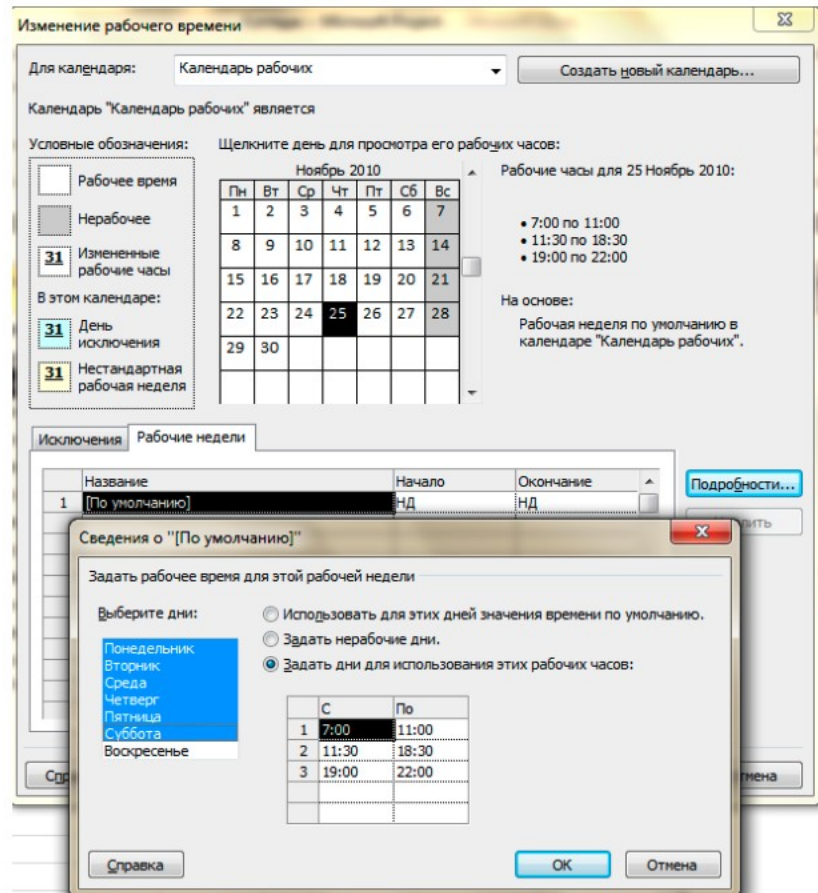 Изменение рабочего времени
Для календаря: Календарь рабочих Создать новый календарь...
Календарь "Календарь рабочих" является
Условные обозначения: Щелкните день для просмотра его рабочих часов:
Рабочее время
Нерабочее
31 Измененные
рабочие часы
В этом календаре:
31 День
исключения
31 Нестандартная
рабочая неделя
Ноябрь 2010
Пн Вт Ср Чт Пт Сб Вс
1 2 3 4 5 6 7
8 9 10 11 12 13 14
15 16 17 18 19 20 21
22 23 24 25 26 27 28
29 30
Рабочие часы для 25 Ноябрь 2010:
• 7:00 по 11:00
• 11:30 по 18:30
• 19:00 по 22:00
На основе:
Рабочая неделя по умолчанию в
календаре "Календарь рабочих".
Исключения Рабочие недели
Название Начало Окончание
1 [По умолчанию] НД НД
Подробности...
Сведения о "[По умолчанию]"
Задать рабочее время для этой рабочей недели
Выберите дни:
Понедельник
Вторник
Среда
Четверг
Пятница
Суббота
Воскресенье
Использовать для этих дней значения времени по умолчанию.
Задать нерабочие дни.
Задать дни для использования этих рабочих часов:
С По
1 7:00 11:00
2 11:30 18:30
3 19:00 22:00
Справка OK Отмена